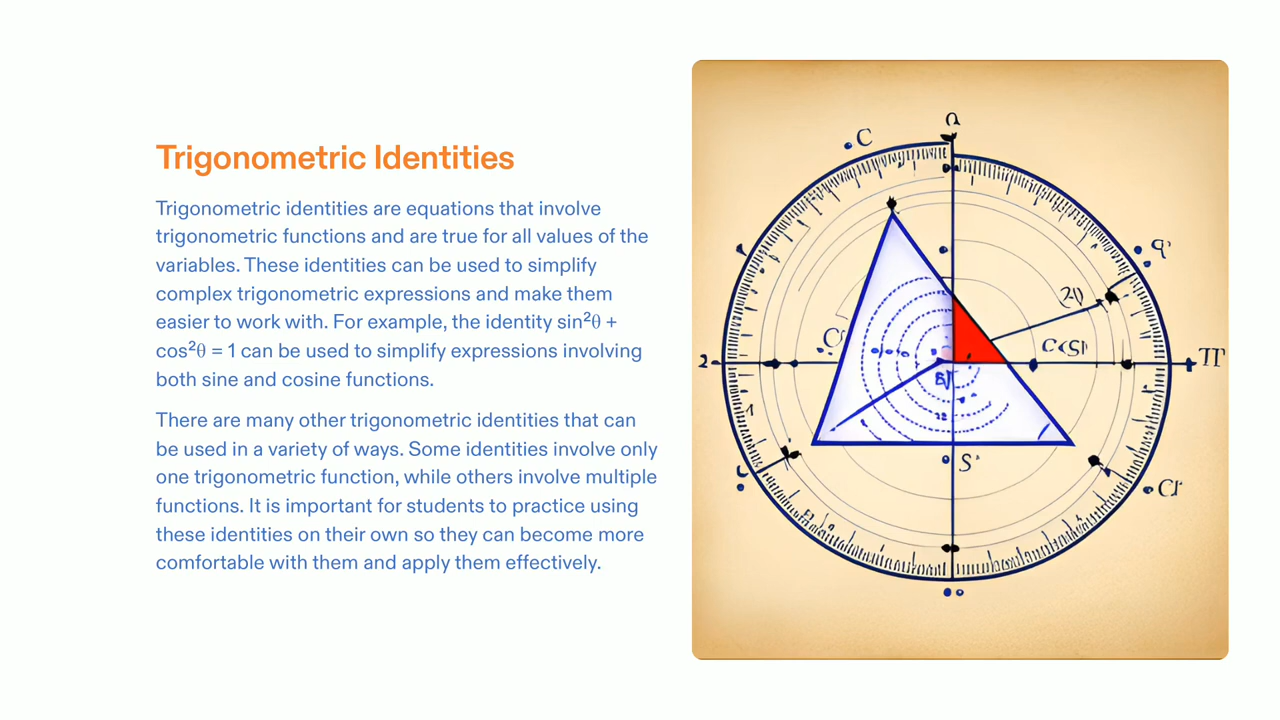 Trigonometric Identities
Trigonometric identities are equations that involve
trigonometric functions and are true for all values of the
variables. These identities can be used to simplify
complex trigonometric expressions and make them
easier to work with. For example, the identity sin²θ +
cos²θ = 1 can be used to simplify expressions involving
both sine and cosine functions.
There are many other trigonometric identities that can
be used in a variety of ways. Some identities involve only
one trigonometric function, while others involve multiple
functions. It is important for students to practice using
these identities on their own so they can become more
comfortable with them and apply them effectively.
C
2